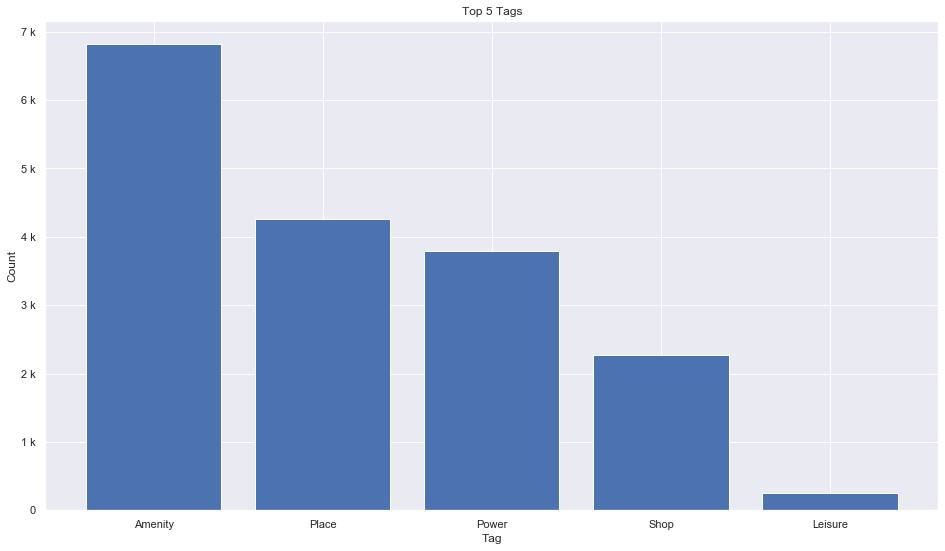 Top 5 Tags
7 k
6 k
5 k
4 k
3 k
2 k
1 k
0
Count
Amenity Place Power Shop Leisure
Tag